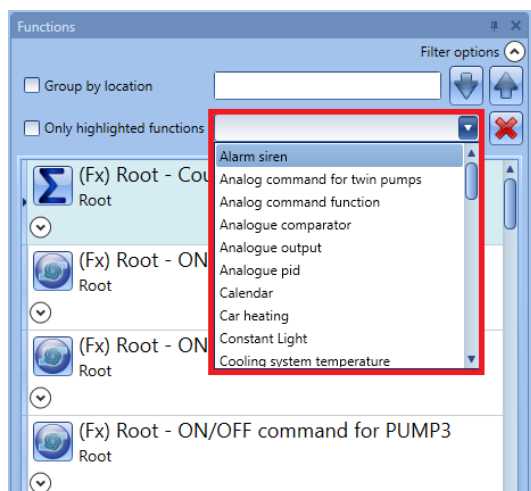 Functions
Filter options
Group by location
Only highlighted functions
Alarm siren
Analog command for twin pumps
Analog command function
Analogue comparator
Analogue output
Analogue pid
Calendar
Car heating
Constant Light
Cooling system temperature
(Fx) Root - Cou
Root
(Fx) Root - ON
Root
(Fx) Root - ON
Root
(Fx) Root - ON/OFF command for PUMP3
Root